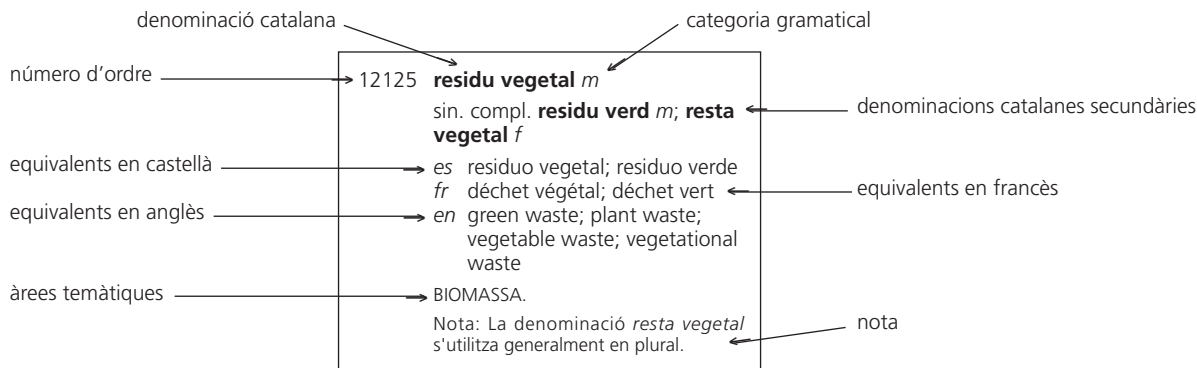 denominació catalana
categoria gramatical
número d'ordre
12125 residu vegetal m
sin. compl. residu verd m; resta
vegetal f
denominacions catalanes secundàries
equivalents en castellà
es residuo vegetal; residuo verde
fr déchet végétal; déchet vert
equivalents en francès
equivalents en anglès
en green waste; plant waste;
vegetable waste; vegetational
waste
àrees temàtiques
BIOMASSA.
Nota: La denominació resta vegetal
s'utilitza generalment en plural.
nota